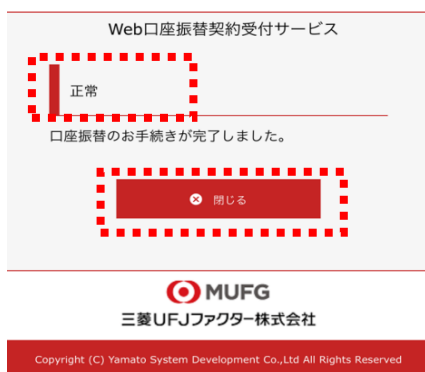 Web口座振替契約受付サービス
正常
口座振替のお手続きが完了しました。
閉じる
MUFG
三菱UFJファクター株式会社
Copyright (C) Yamato System Development Co.,Ltd All Rights Reserved